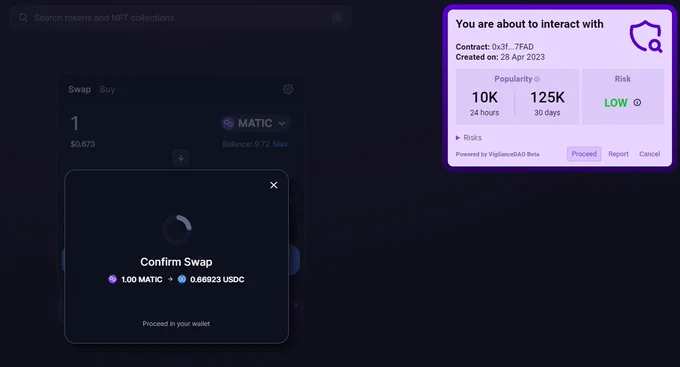 Search tokens and NFT collections
/
Swap Buy
1
MATIC
$0.673
Balance: 9.72 Max
Confirm Swap
1.00 MATIC → 0.66923 USDC
Proceed in your wallet
You are about to interact with
Contract: 0x3f...7FAD
Created on: 28 Apr 2023
Popularity
10K
24 hours
125K
30 days
Risk
LOW
Risks
Powered by VigilanceDAO Beta
Proceed Report Cancel